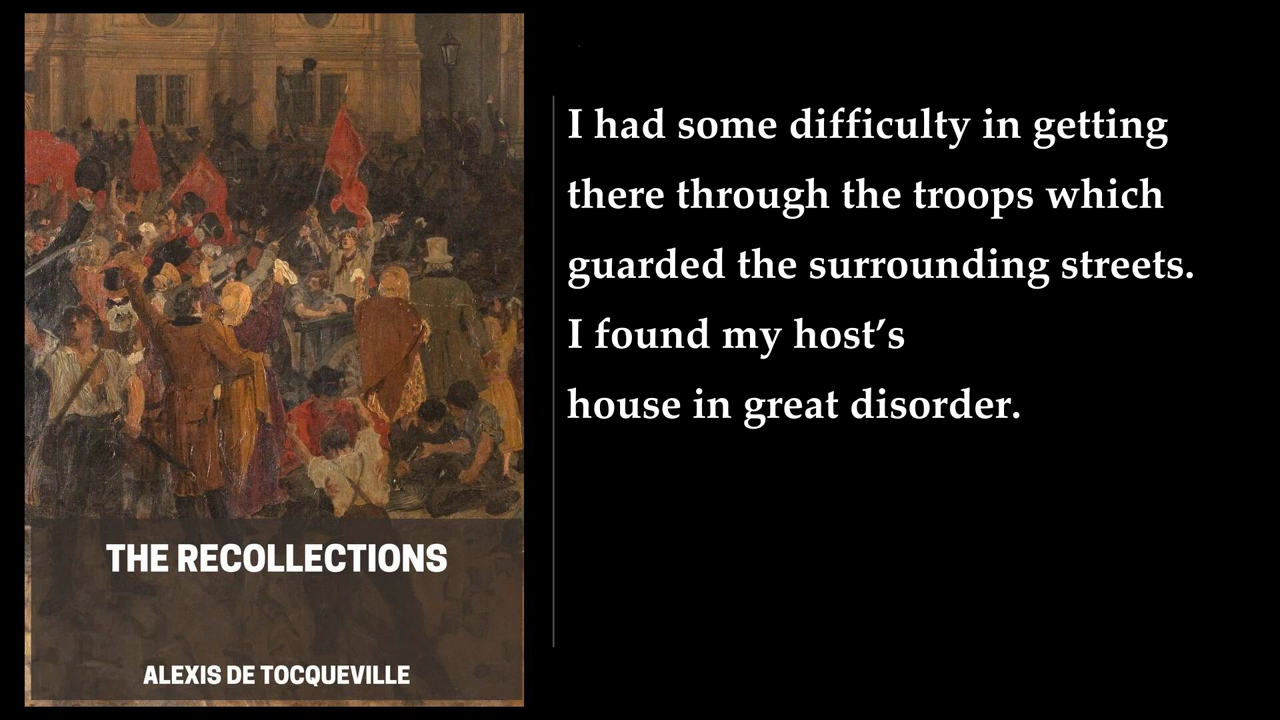 I had some difficulty in getting
there through the troops which
guarded the surrounding streets.
I found my host’s
house in great disorder.
THE RECOLLECTIONS
ALEXIS DE TOCQUEVILLE